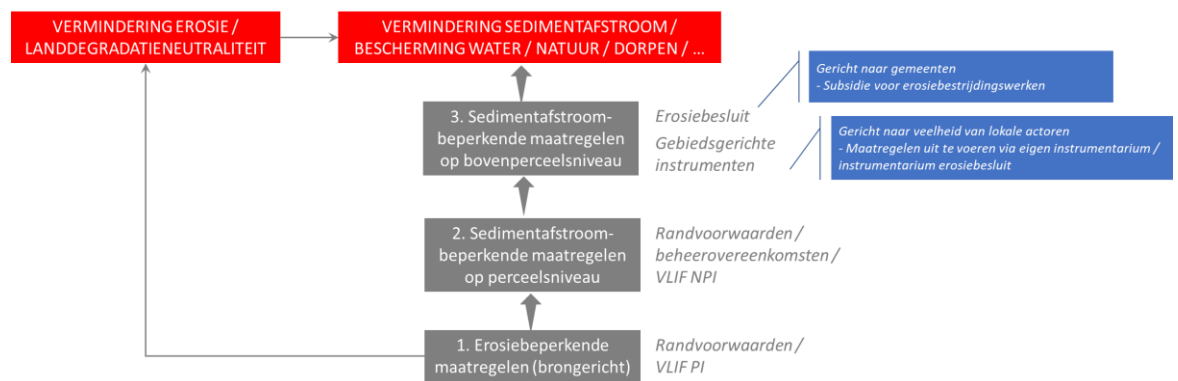 VERMINDERING EROSIE /
LANDDEGRADATIENEUTRALITEIT
VERMINDERING SEDIMENTAFSTROOM /
BESCHERMING WATER / NATUUR / DORPEN / ...
Gericht naar gemeenten
- Subsidie voor erosiebestrijdingswerken
3. Sedimentafstroom-
beperkende maatregelen
op bovenperceelsniveau
Erosiebesluit
Gebiedsgerichte
instrumenten
Gericht naar veelheid van lokale actoren
- Maatregelen uit te voeren via eigen instrumentarium /
instrumentarium erosiebesluit
2. Sedimentafstroom-
beperkende maatregelen
op perceelsniveau
Randvoorwaarden /
beheerovereenkomsten /
VLIF NPI
1. Erosiebeperkende
maatregelen (brongericht)
Randvoorwaarden /
VLIF PI